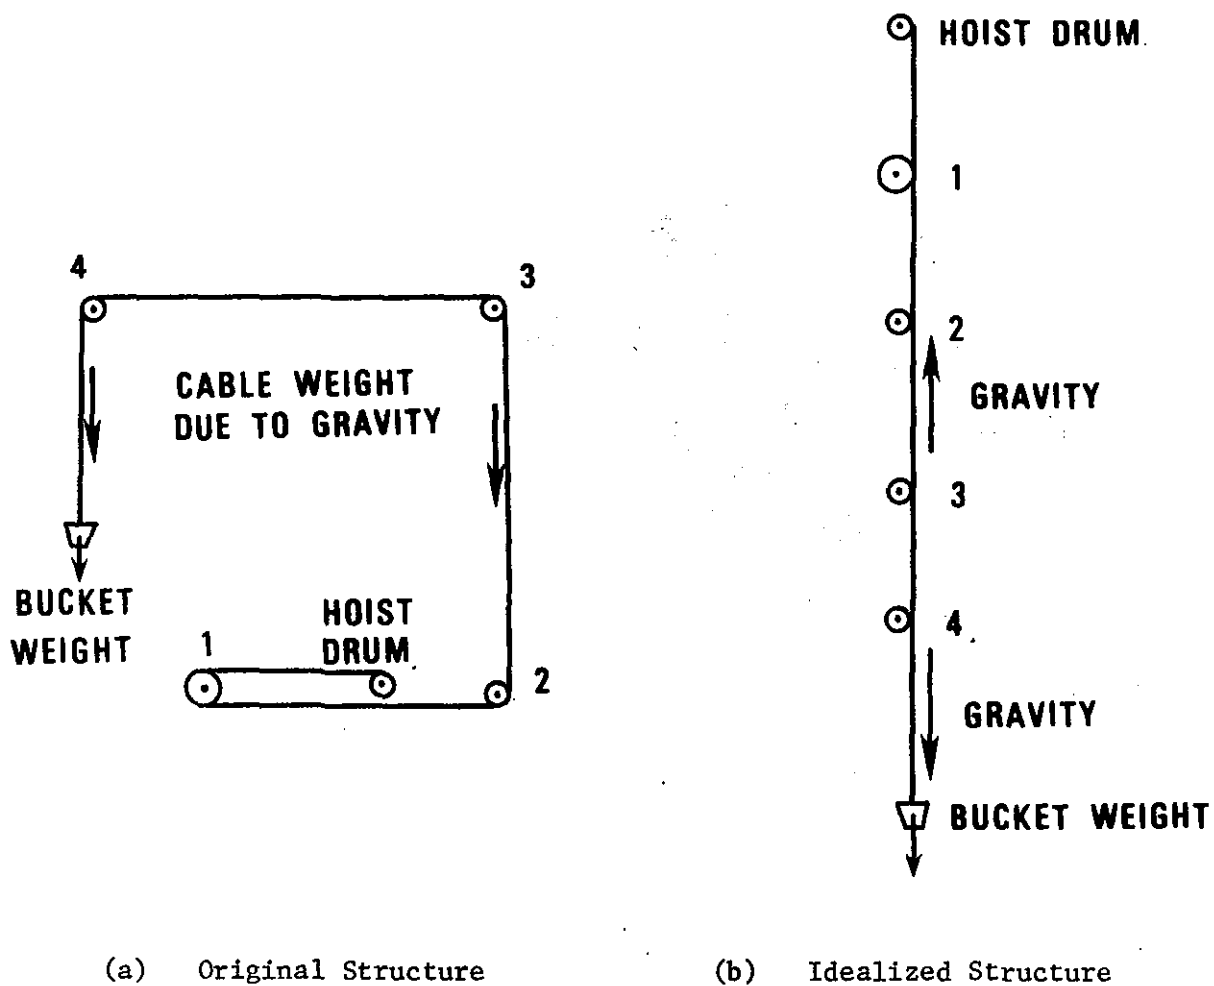 4
3
CABLE WEIGHT
DUE TO GRAVITY
BUCKET
WEIGHT
1
HOIST
DRUM
2
(a) Original Structure
HOIST DRUM
1
2
GRAVITY
3
4
GRAVITY
BUCKET WEIGHT
(b) Idealized Structure